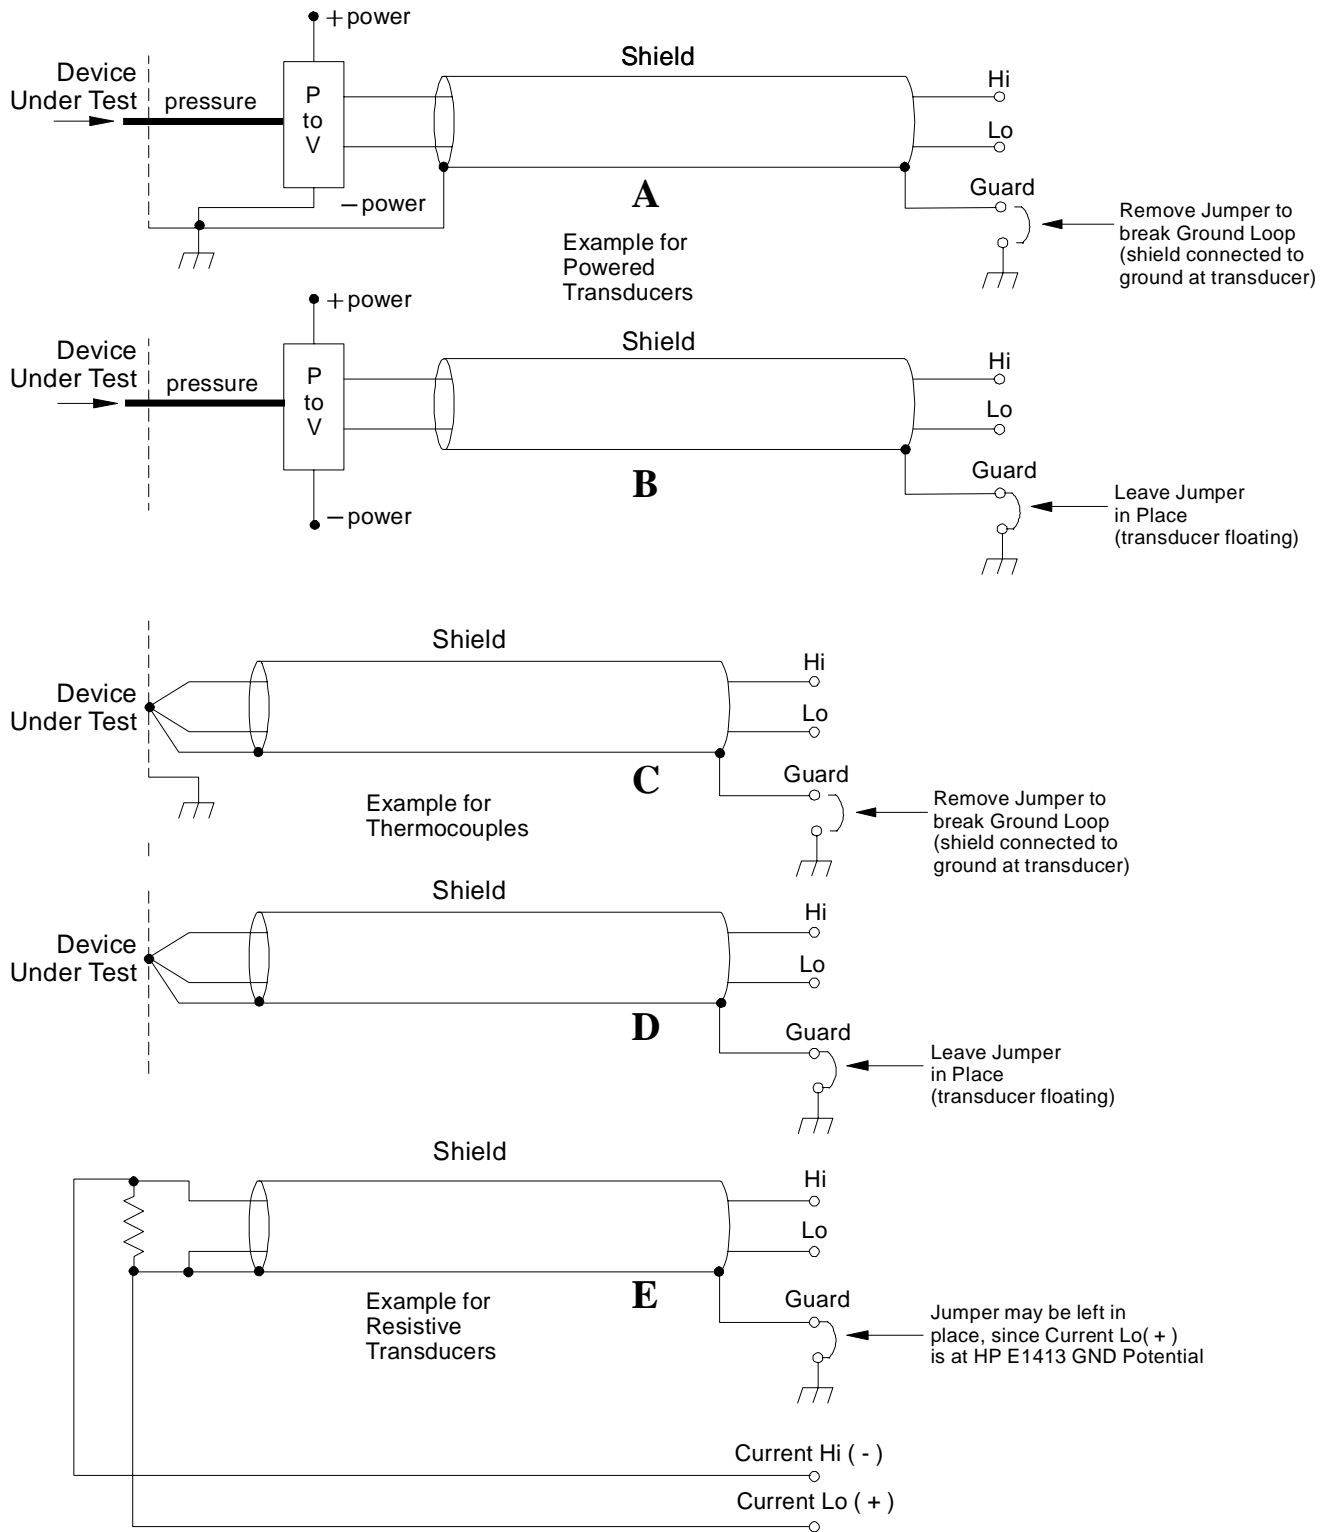 +power
Shield
Device
Under Test
pressure
P
to
V
Hi
Lo
−power
A
Guard
Example for
Powered
Transducers
Remove Jumper to
break Ground Loop
(shield connected to
ground at transducer)
+power
Shield
Device
Under Test
pressure
P
to
V
Hi
Lo
B
Guard
−power
Leave Jumper
in Place
(transducer floating)
Shield
Hi
Device
Under Test
Lo
C
Guard
Example for
Thermocouples
Remove Jumper to
break Ground Loop
(shield connected to
ground at transducer)
Shield
Hi
Device
Under Test
Lo
D
Guard
Leave Jumper
in Place
(transducer floating)
Shield
Hi
Lo
E
Guard
Example for
Resistive
Transducers
Jumper may be left in
place, since Current Lo( + )
is at HP E1413 GND Potential
Current Hi ( - )
Current Lo ( + )